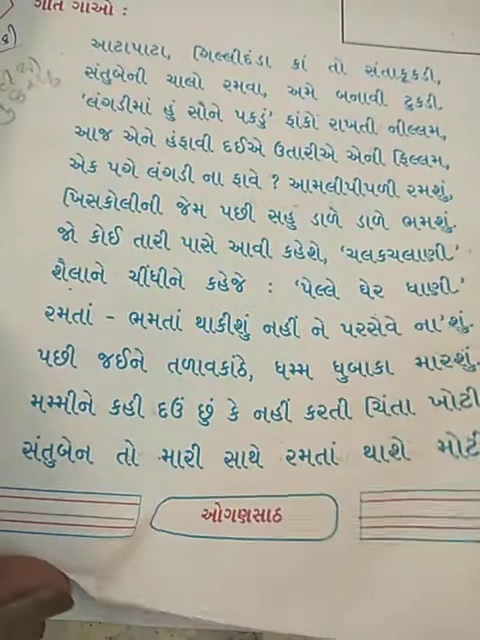 ગીત ગાઓ :
આટાપાટા, ગિલ્લીદંડા કાં તો સંતાકૂકડી,
સંતુબેની ચાલો રમવા, અમે બનાવી ટુકડી.
'લંગડીમાં હું સૌને પકડું' ફાંકો રાખતી નીલ્લમ,
આજ એને હંફાવી દઈએ ઉતારીએ એની ફિલ્લમ,
એક પગે લંગડી ના ફાવે ? આમલીપીપળી રમશું,
ખિસકોલીની જેમ પછી સહુ ડાળે ડાળે ભમશું.
જો કોઈ તારી પાસે આવી કહેશે, 'ચલકચલાણી'
શૈલાને ચીંધીને કહેજે : 'પેલ્લે ઘેર ધાણી.'
રમતાં - ભમતાં થાકીશું નહીં ને પરસેવે ના'શું.
પછી જઈને તળાવકાંઠે, ધમ્મ ધુબાકા મારશું.
મમ્મીને કહી દઉં છું કે નહીં કરતી ચિંતા ખોટી
સંતુબેન તો મારી સાથે રમતાં થાશે મોટી
ઓગણસાઠ